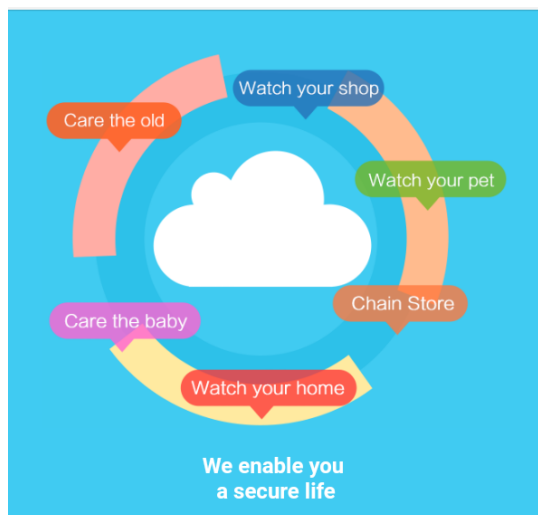 Watch your shop
Care the old
Watch your pet
Chain Store
Care the baby
Watch your home
We enable you
a secure life